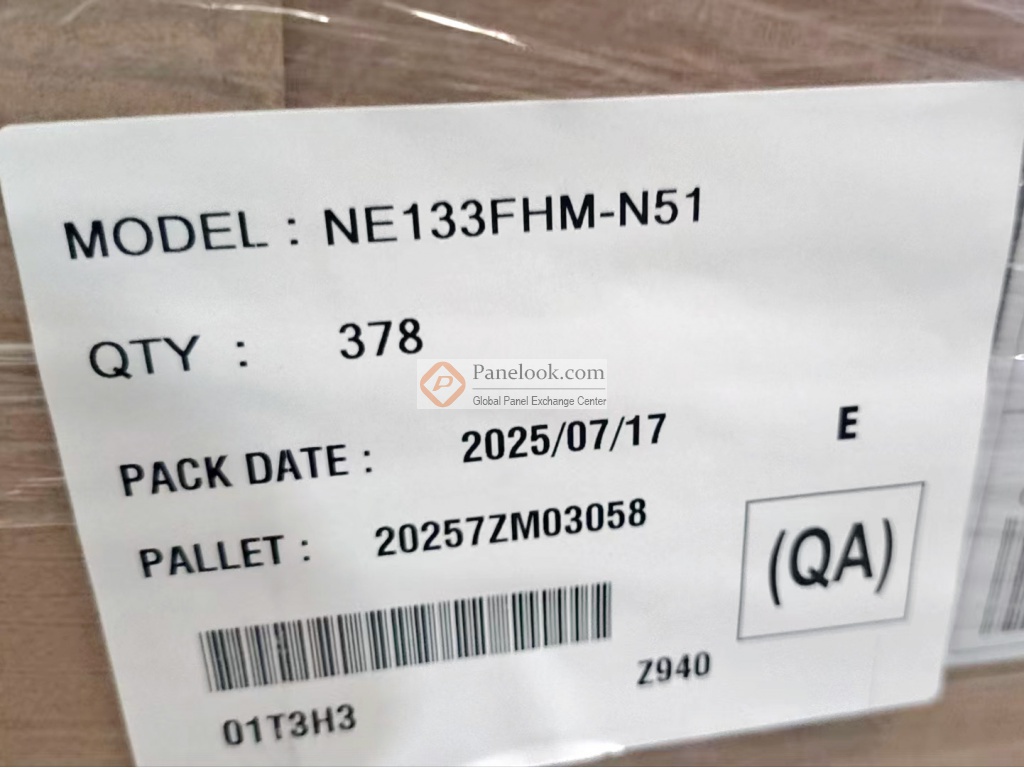 MODEL : NE133FHM-N51
QTY : 378
Panelook.com
Global Panel Exchange Center
PACK DATE : 2025/07/17 E
PALLET : 20257ZM03058
(QA)
Z940
01T3H3